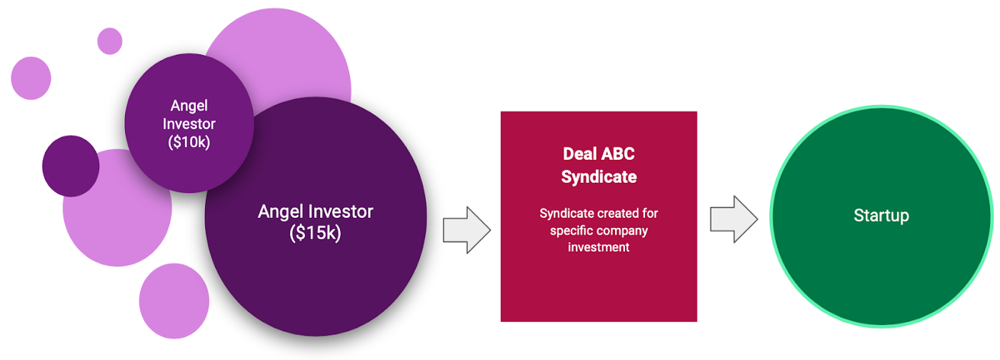 Angel
Investor
($10k)
Angel Investor
($15k)
Deal ABC
Syndicate
Syndicate created for
specific company
investment
Startup